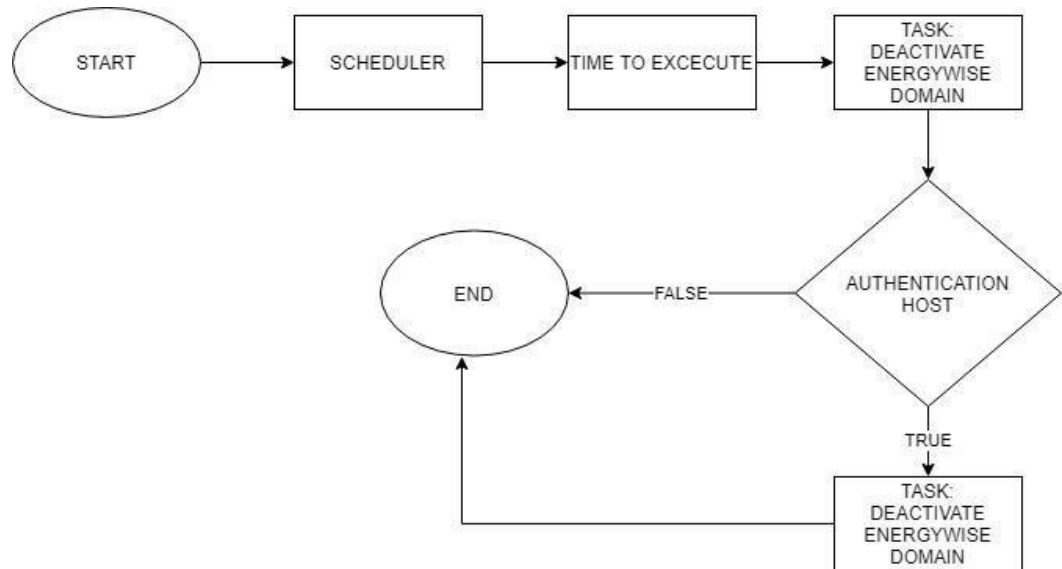 START
SCHEDULER
TIME TO EXCECUTE
TASK:
DEACTIVATE
ENERGYWISE
DOMAIN
AUTHENTICATION
HOST
FALSE
END
TRUE
TASK:
DEACTIVATE
ENERGYWISE
DOMAIN